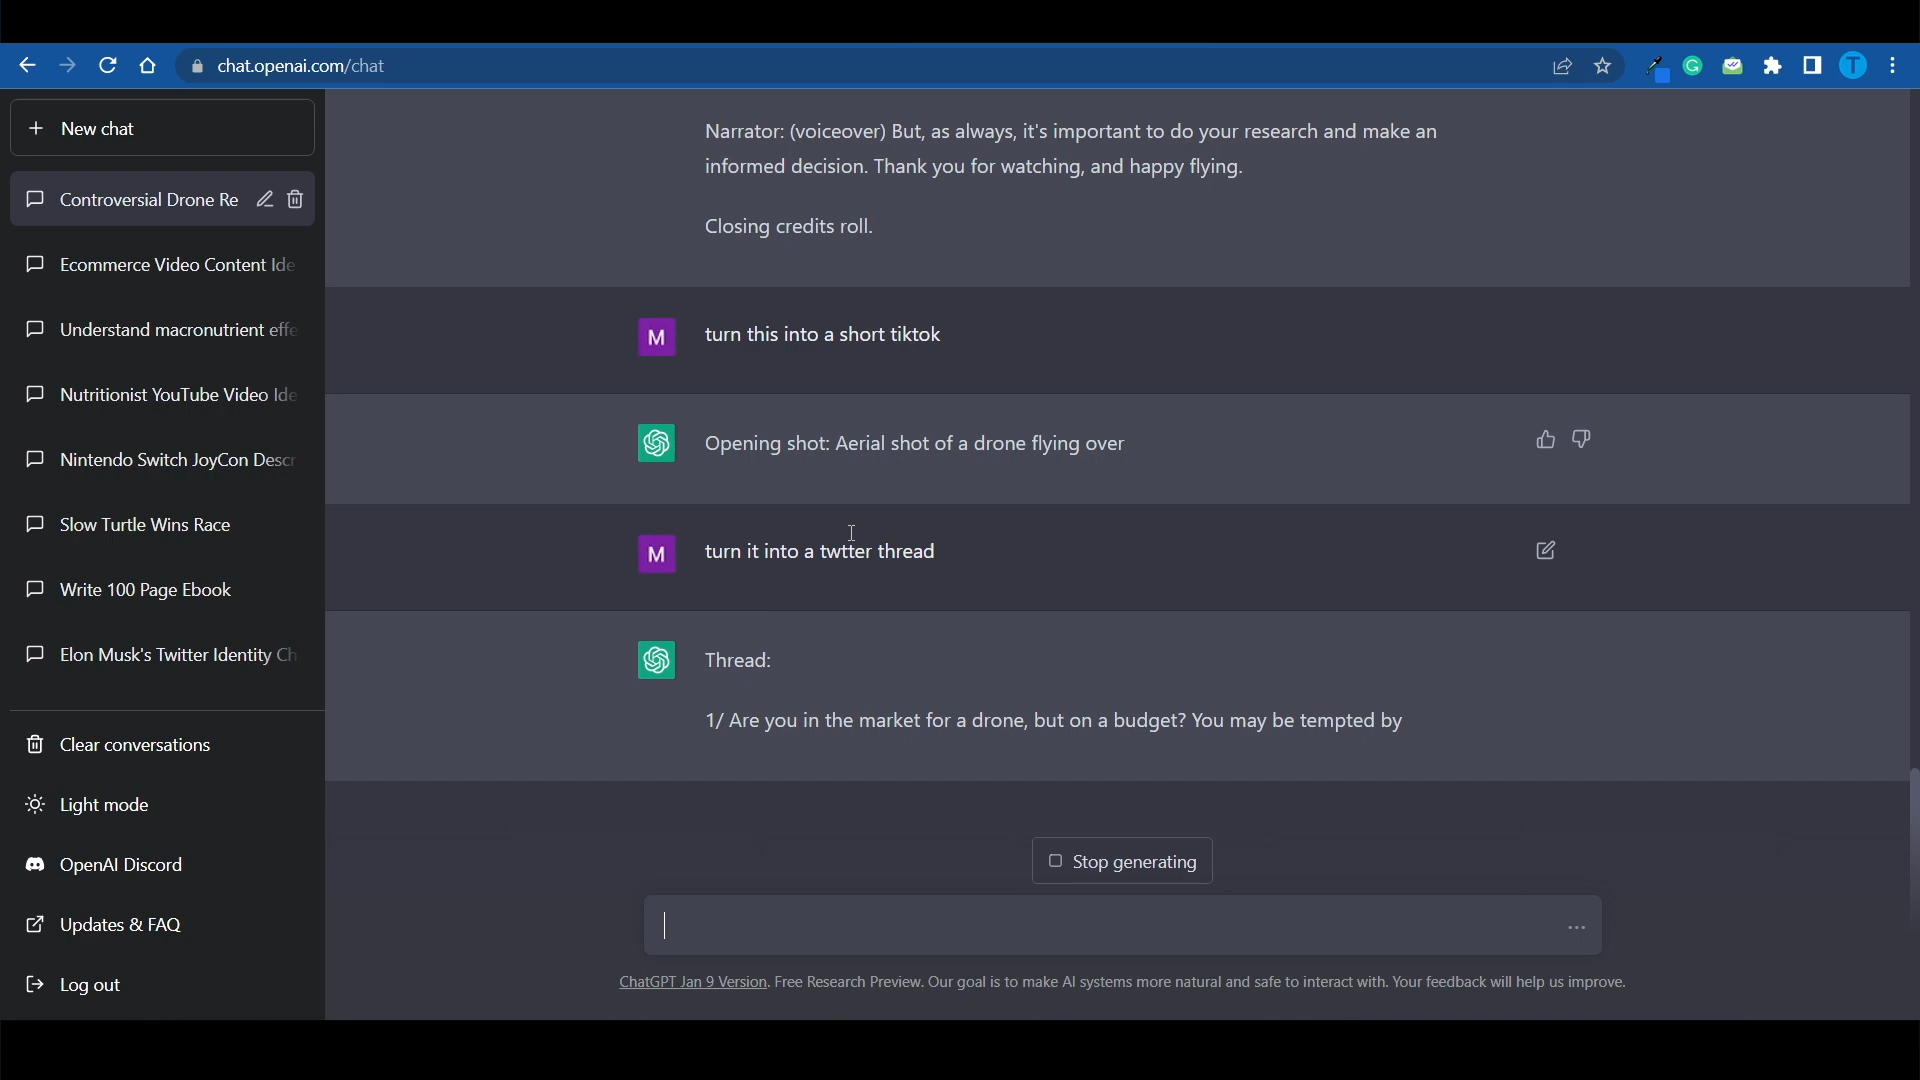 chat.openai.com/chat
T
New chat
Controversial Drone Re
Ecommerce Video Content Ide
Understand macronutrient effe
Nutritionist YouTube Video Ide
Nintendo Switch JoyCon Descr
Slow Turtle Wins Race
Write 100 Page Ebook
Elon Musk's Twitter Identity Ch
Clear conversations
Light mode
OpenAI Discord
Updates & FAQ
Log out
Narrator: (voiceover) But, as always, it's important to do your research and make an
informed decision. Thank you for watching, and happy flying.
Closing credits roll.
M
turn this into a short tiktok
Opening shot: Aerial shot of a drone flying over
M
turn it into a twtter thread
Thread:
1/ Are you in the market for a drone, but on a budget? You may be tempted by
Stop generating
ChatGPT Jan 9 Version. Free Research Preview. Our goal is to make AI systems more natural and safe to interact with. Your feedback will help us improve.